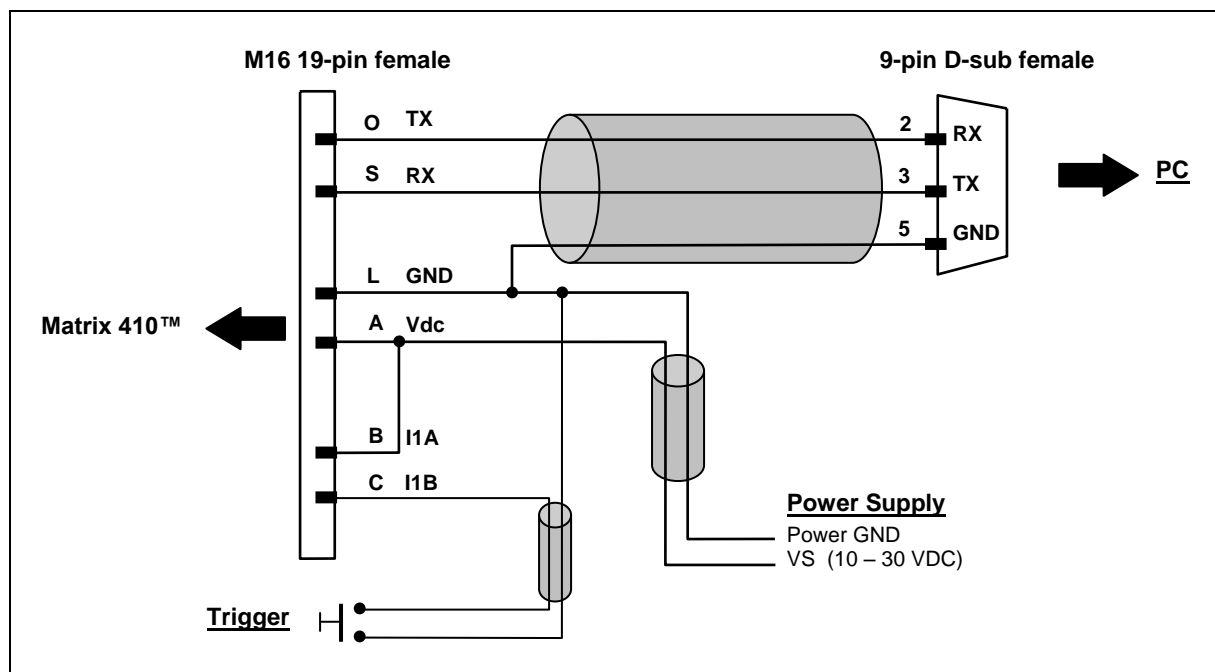 M16 19-pin female
9-pin D-sub female
O TX
2 RX
S RX
3 TX
PC
5 GND
L GND
Matrix 410™
A Vdc
B I1A
C I1B
Power Supply
Power GND
VS (10 – 30 VDC)
Trigger